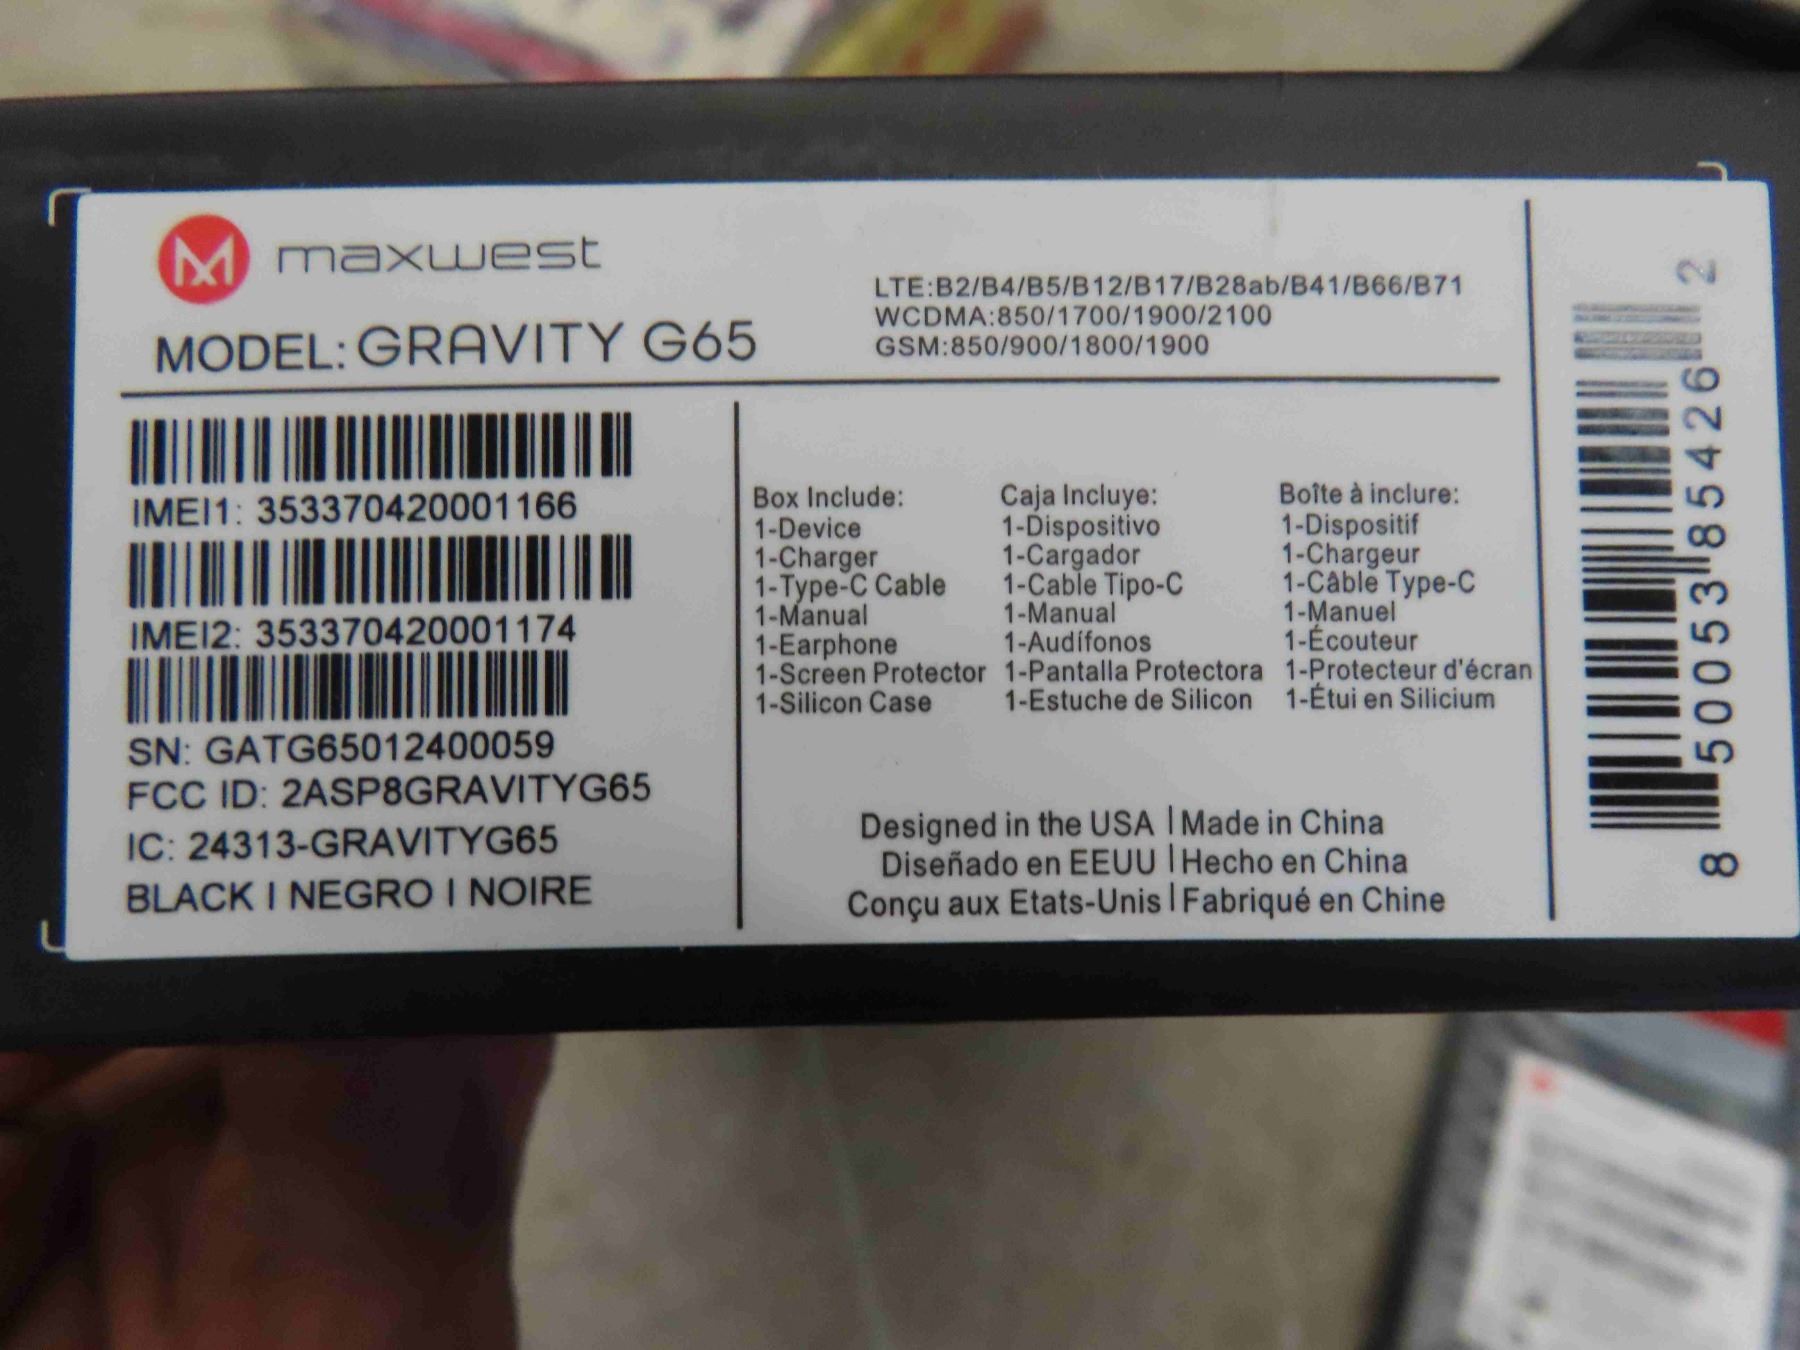 maxwest
MODEL: GRAVITY G65
LTE:B2/B4/B5/B12/B17/B28ab/B41/B66/B71
WCDMA:850/1700/1900/2100
GSM:850/900/1800/1900
IMEI1: 353370420001166
IMEI2: 353370420001174
SN: GATG65012400059
FCC ID: 2ASP8GRAVITYG65
IC: 24313-GRAVITYG65
BLACK I NEGRO I NOIRE
Box Include:
1-Device
1-Charger
1-Type-C Cable
1-Manual
1-Earphone
1-Screen Protector
1-Silicon Case
Caja Incluye:
1-Dispositivo
1-Cargador
1-Cable Tipo-C
1-Manual
1-Audífonos
1-Pantalla Protectora
1-Estuche de Silicon
Boîte à inclure:
1-Dispositif
1-Chargeur
1-Câble Type-C
1-Manuel
1-Écouteur
1-Protecteur d'écran
1-Étui en Silicium
Designed in the USA | Made in China
Diseñado en EEUU | Hecho en China
Conçu aux Etats-Unis | Fabriqué en Chine
8 50053 85426 2